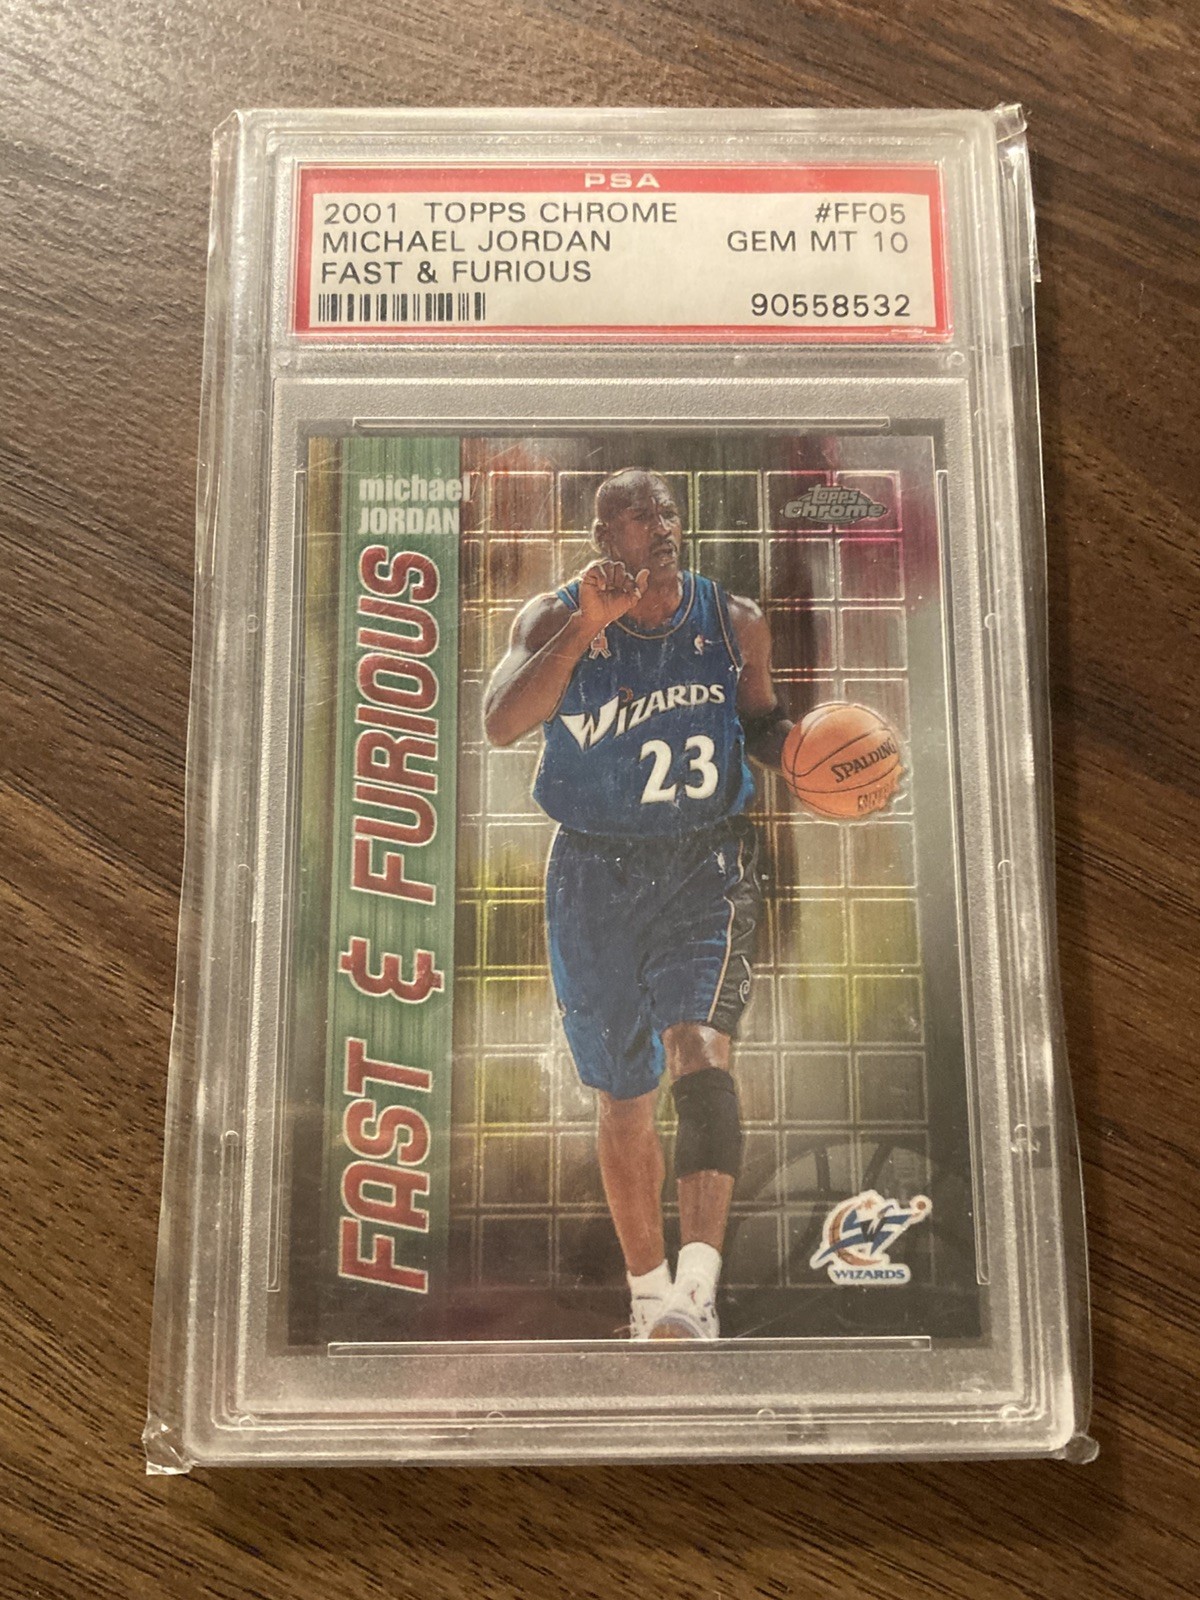 PSA
2001 TOPPS CHROME #FF05
MICHAEL JORDAN GEM MT 10
FAST & FURIOUS
90558532
michael
JORDAN
FAST & FURIOUS
Topps
Chrome
WIZARDS
23
SPALDING
WIZARDS